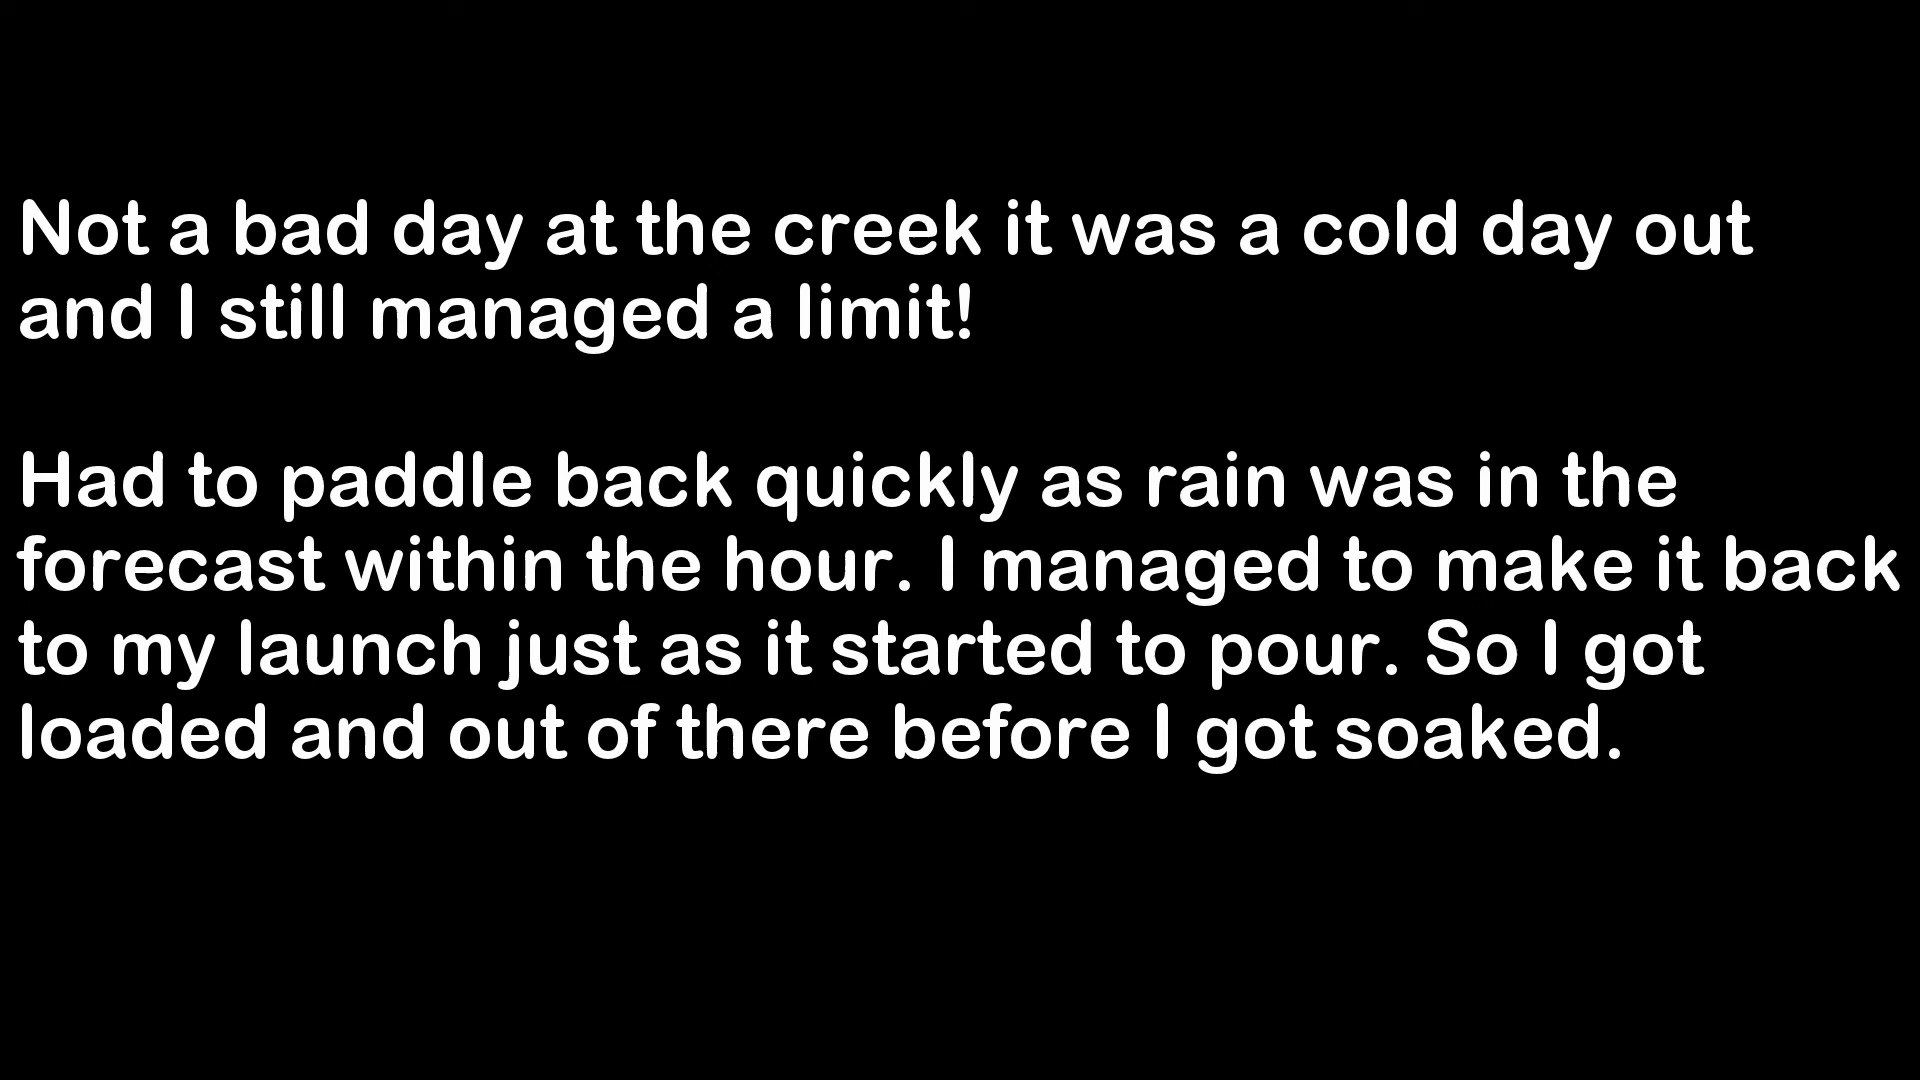 Not a bad day at the creek it was a cold day out
and I still managed a limit!
Had to paddle back quickly as rain was in the
forecast within the hour. I managed to make it back
to my launch just as it started to pour. So I got
loaded and out of there before I got soaked.